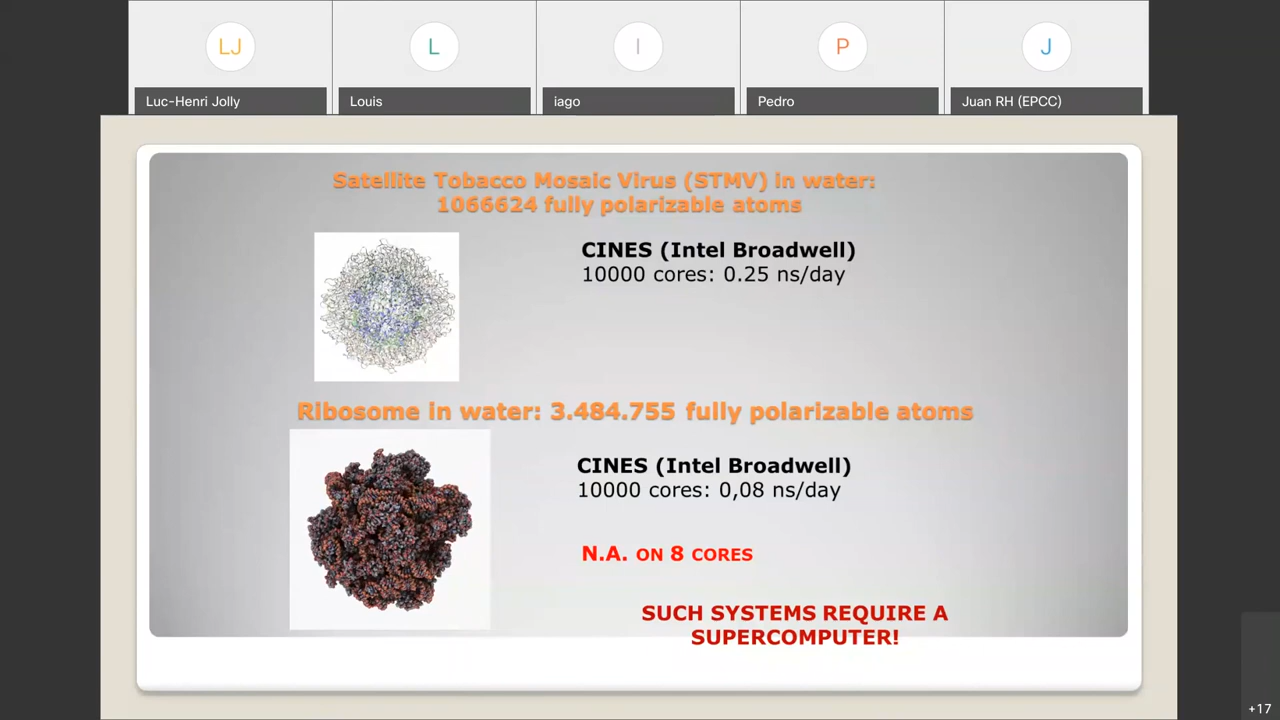 LJ
L
I
P
J
Luc-Henri Jolly
Louis
iago
Pedro
Juan RH (EPCC)
Satellite Tobacco Mosaic Virus (STMV) in water:
1066624 fully polarizable atoms
CINES (Intel Broadwell)
10000 cores: 0.25 ns/day
Ribosome in water: 3.484.755 fully polarizable atoms
CINES (Intel Broadwell)
10000 cores: 0,08 ns/day
N.A. ON 8 CORES
SUCH SYSTEMS REQUIRE A
SUPERCOMPUTER!
+17